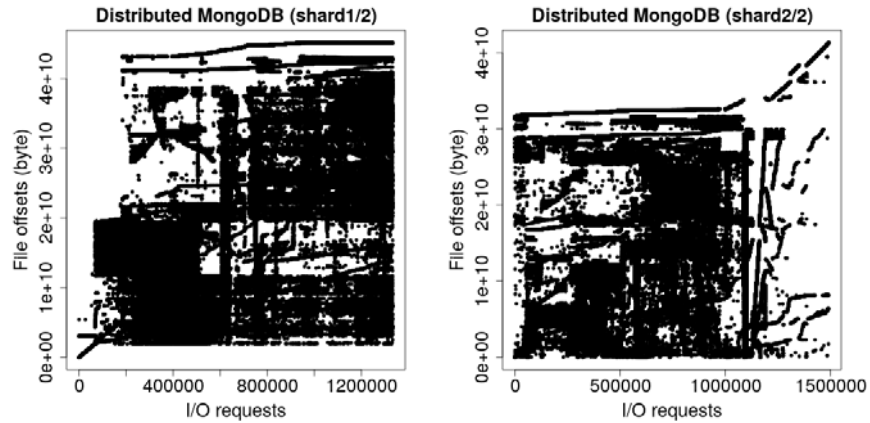 Distributed MongoDB (shard1/2)
File offsets (byte)
4e+10
3e+10
2e+10
1e+10
0e+00
0
400000
800000
1200000
I/O requests
Distributed MongoDB (shard2/2)
File offsets (byte)
4e+10
3e+10
2e+10
1e+10
0e+00
0
500000
1000000
1500000
I/O requests